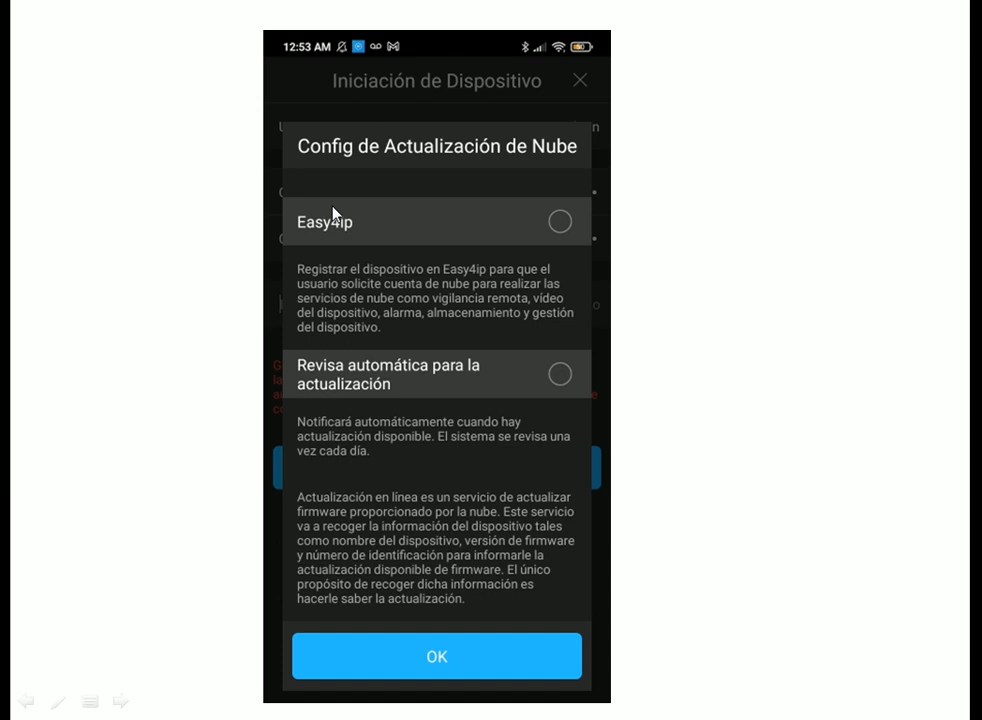 12:53 AM
Iniciación de Dispositivo
Config de Actualización de Nube
Easy4ip
Registrar el dispositivo en Easy4ip para que el
usuario solicite cuenta de nube para realizar las
servicios de nube como vigilancia remota, vídeo
del dispositivo, alarma, almacenamiento y gestión
del dispositivo.
Revisa automática para la
actualización
Notificará automáticamente cuando hay
actualización disponible. El sistema se revisa una
vez cada día.
Actualización en línea es un servicio de actualizar
firmware proporcionado por la nube. Este servicio
va a recoger la información del dispositivo tales
como nombre del dispositivo, versión de firmware
y número de identificación para informarle la
actualización disponible de firmware. El único
propósito de recoger dicha información es
hacerle saber la actualización.
OK